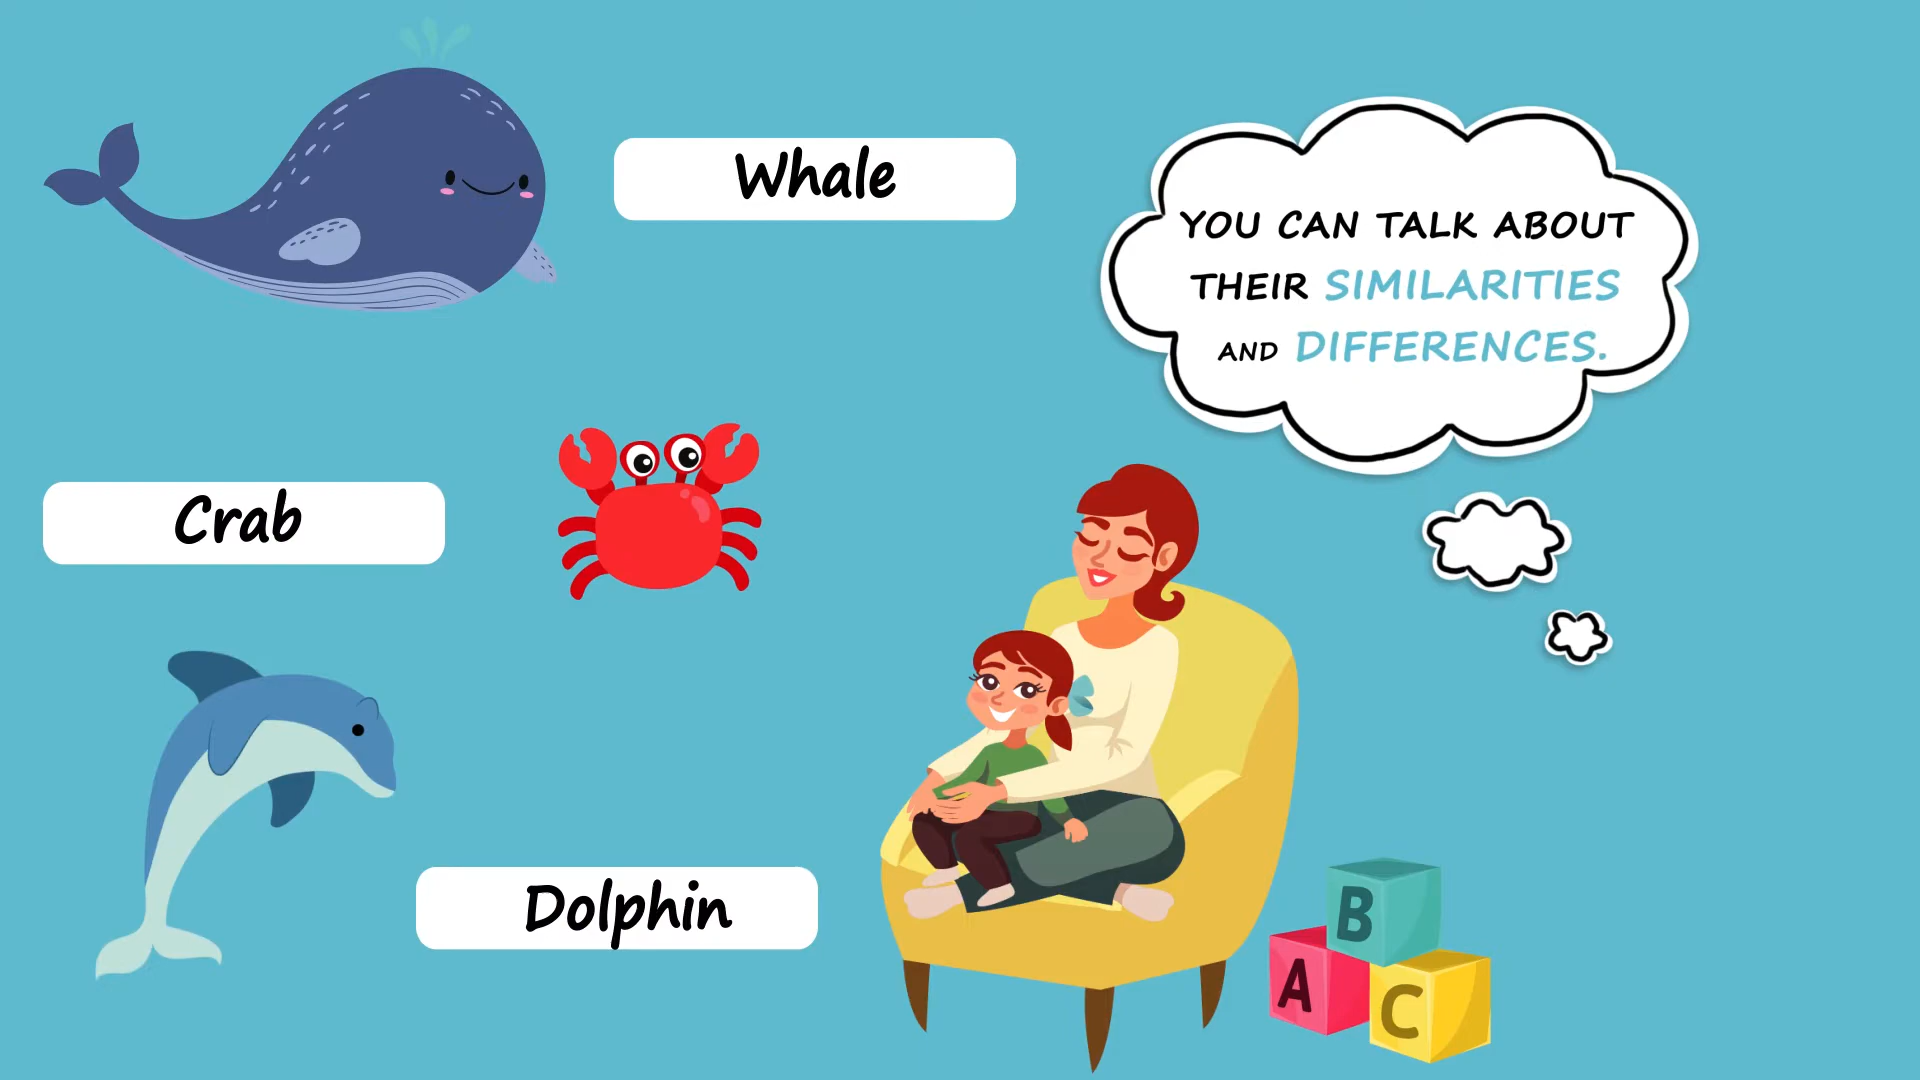 Whale
YOU CAN TALK ABOUT
THEIR SIMILARITIES
AND DIFFERENCES.
Crab
Dolphin
B
A
C